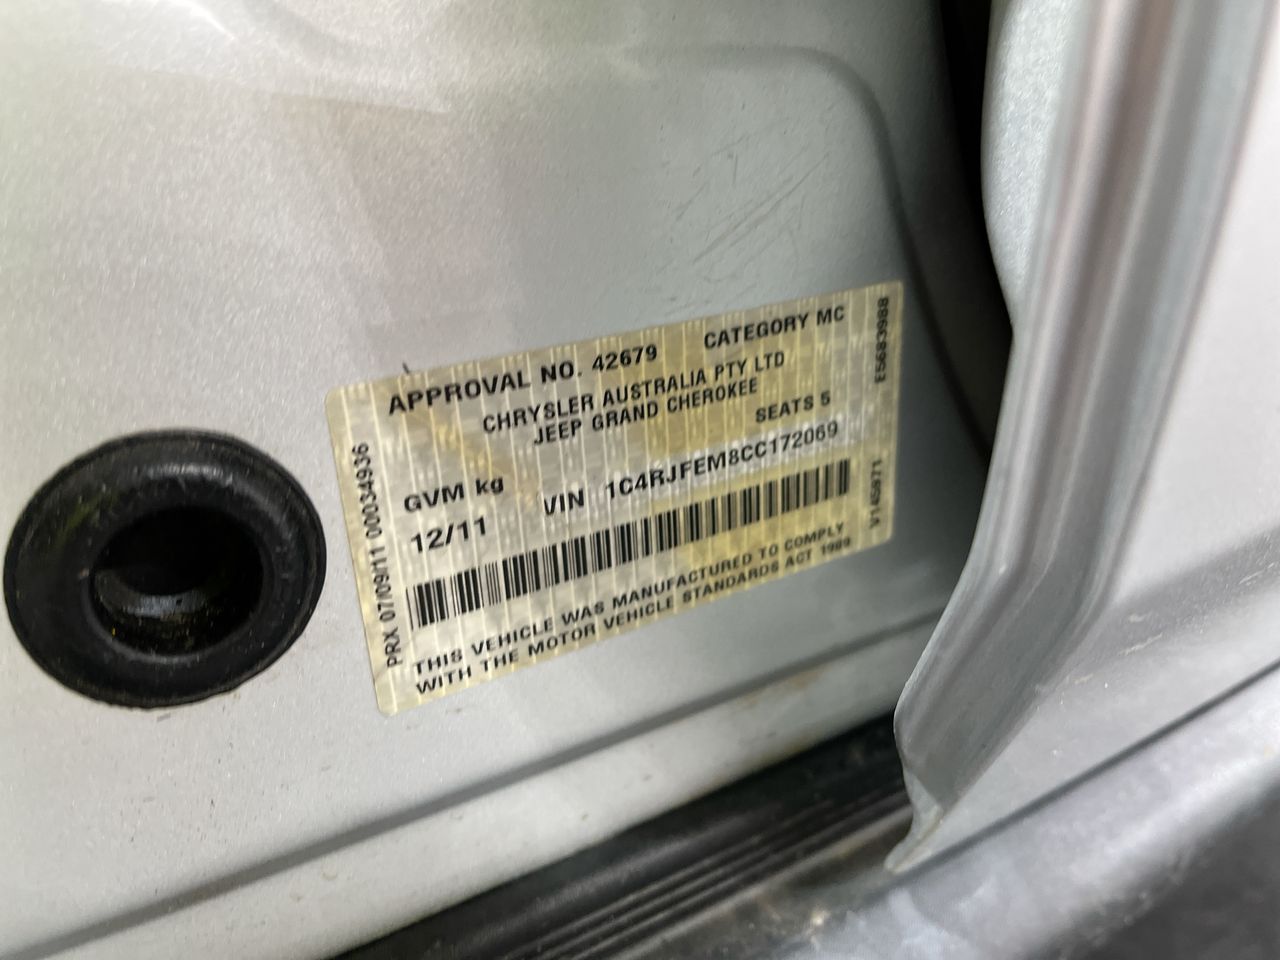 APPROVAL NO. 42679 CATEGORY MC
CHRYSLER AUSTRALIA PTY LTD
JEEP GRAND CHEROKEE
SEATS 5
GVM kg
12/11 VIN 1C4RJFEM8CC172069
THIS VEHICLE WAS MANUFACTURED TO COMPLY
WITH THE MOTOR VEHICLE STANDARDS ACT 1989
PRX 07/09/11 00034936
E5683988
V145871